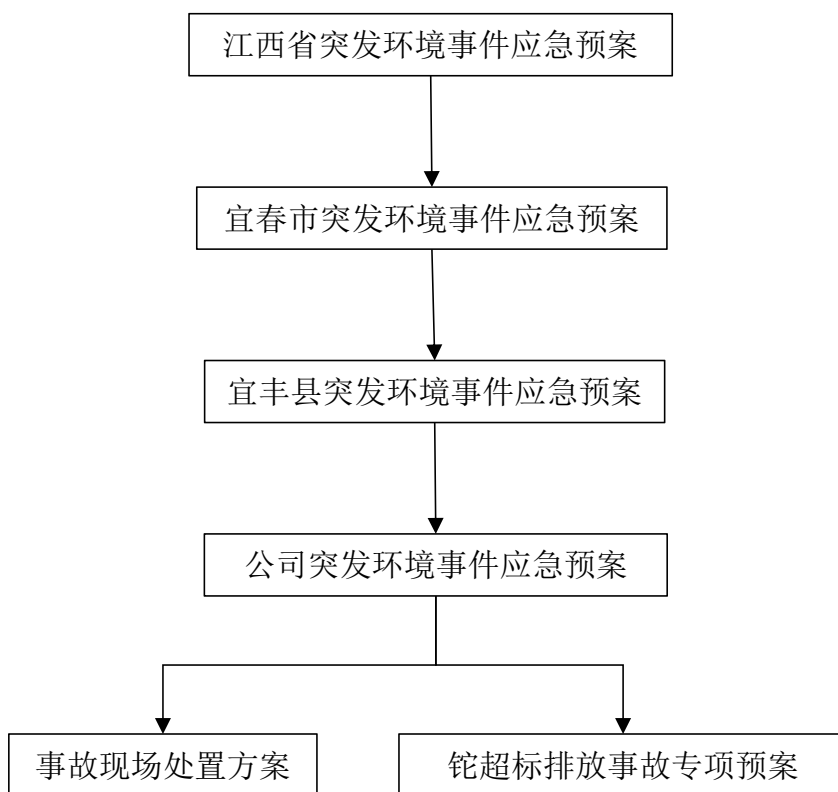 江西省突发环境事件应急预案
宜春市突发环境事件应急预案
宜丰县突发环境事件应急预案
公司突发环境事件应急预案
事故现场处置方案
铊超标排放事故专项预案